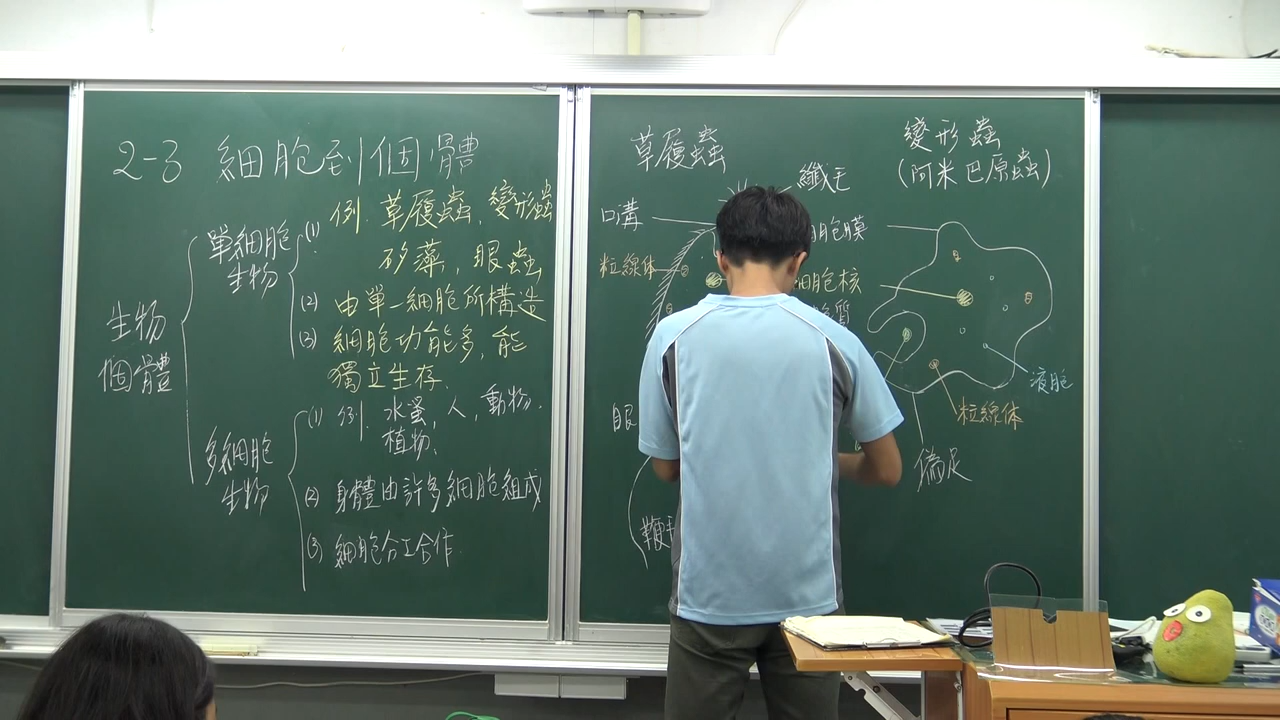 2-3 細胞到個體
生物
個體
單細胞
生物
(1) 例. 草履蟲, 變形蟲
矽藻, 眼蟲
(2) 由單一細胞所構造
(3) 細胞功能多, 能
獨立生存.
多細胞
生物
(1) 例. 水蚤, 人, 動物.
植物.
(2) 身體由許多細胞組成
(3) 細胞分工合作
草履蟲
纖毛
口溝
粒線体
胞膜
細胞核
質
眼
鞭毛
變形蟲
(阿米巴原蟲)
液胞
粒線体
偽足